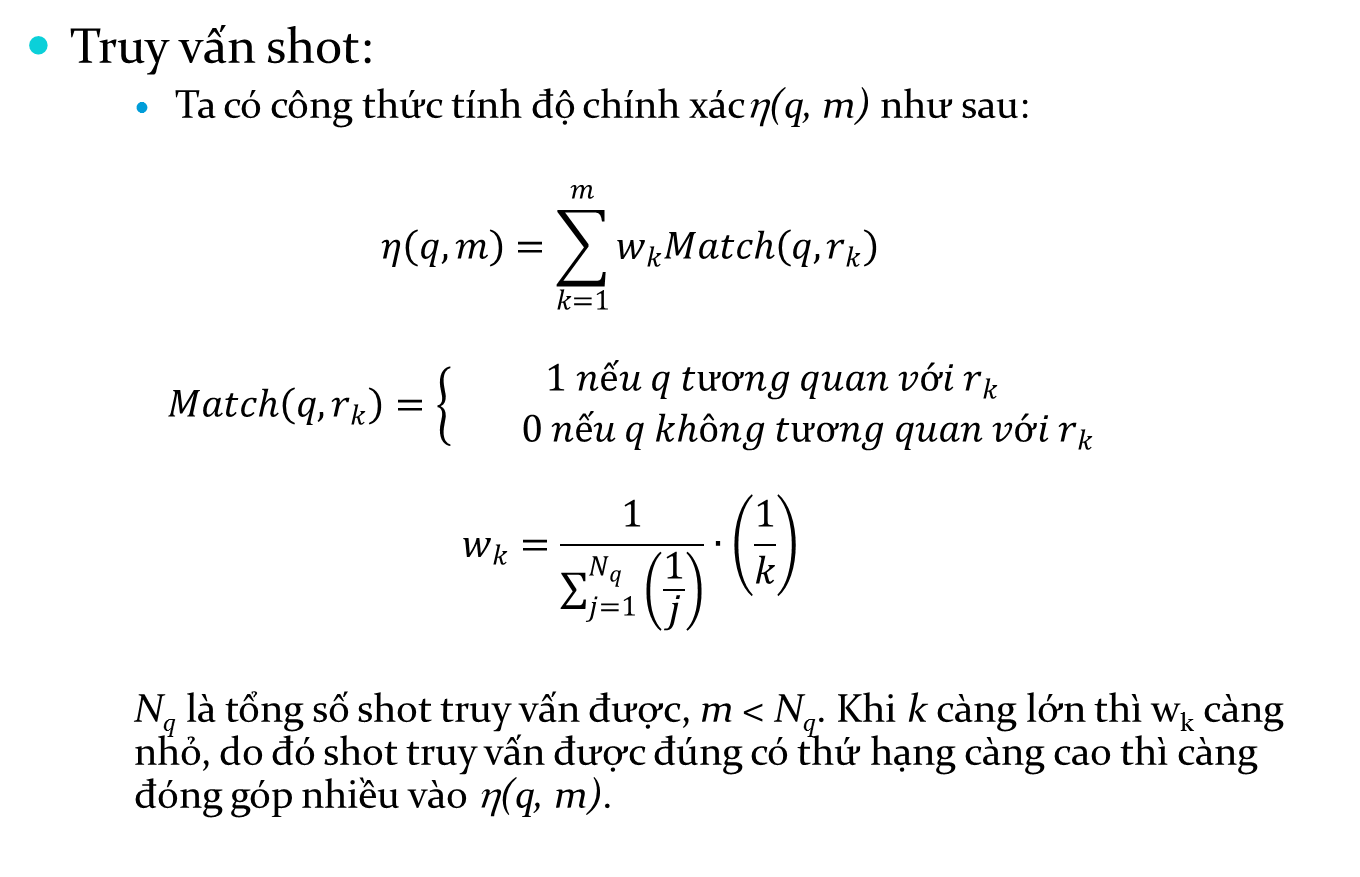 • Truy vấn shot:
• Ta có công thức tính độ chính xác η(q, m) như sau:
η(q, m) = ∑_{k=1}^{m} w_k Match(q, r_k)
Match(q, r_k) = { 1 nếu q tương quan với r_k
0 nếu q không tương quan với r_k
w_k = \frac{1}{∑_{j=1}^{N_q} (\frac{1}{j})} · (\frac{1}{k})
N_q là tổng số shot truy vấn được, m < N_q. Khi k càng lớn thì w_k càng
nhỏ, do đó shot truy vấn được đúng có thứ hạng càng cao thì càng
đóng góp nhiều vào η(q, m).